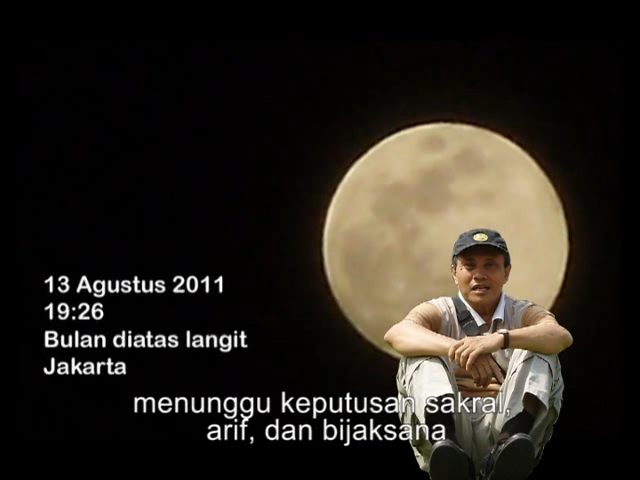 13 Agustus 2011
19:26
Bulan diatas langit
Jakarta
menunggu keputusan sakral,
arif, dan bijaksana